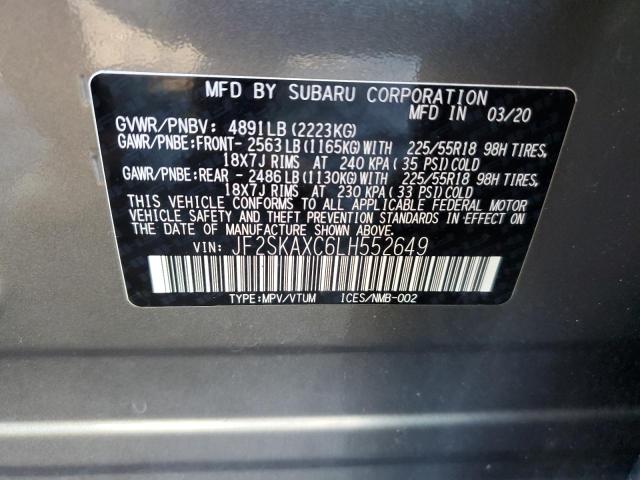 MFD BY SUBARU CORPORATION
MFD IN 03/20
GVWR/PNBV: 4891LB(2223KG)
GAWR/PNBE:FRONT- 2563LB(1165KG)WITH 225/55R18 98H TIRES,
18X7J RIMS AT 240 KPA(35 PSI)COLD
GAWR/PNBE:REAR - 2486LB(1130KG)WITH 225/55R18 98H TIRES,
18X7J RIMS AT 230 KPA(33 PSI)COLD
THIS VEHICLE CONFORMS TO ALL APPLICABLE FEDERAL MOTOR
VEHICLE SAFETY AND THEFT PREVENTION STANDARDS IN EFFECT ON
THE DATE OF MANUFACTURE SHOWN ABOVE.
VIN: JF2SKAXC6LH552649
TYPE:MPV/VTUM ICES/NMB-002